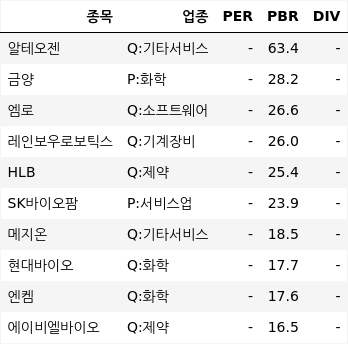 종목 업종 PER PBR DIV
알테오젠 Q:기타서비스 - 63.4 -
금양 P:화학 - 28.2 -
엠로 Q:소프트웨어 - 26.6 -
레인보우로보틱스 Q:기계장비 - 26.0 -
HLB Q:제약 - 25.4 -
SK바이오팜 P:서비스업 - 23.9 -
메지온 Q:기타서비스 - 18.5 -
현대바이오 Q:화학 - 17.7 -
엔켐 Q:화학 - 17.6 -
에이비엘바이오 Q:제약 - 16.5 -